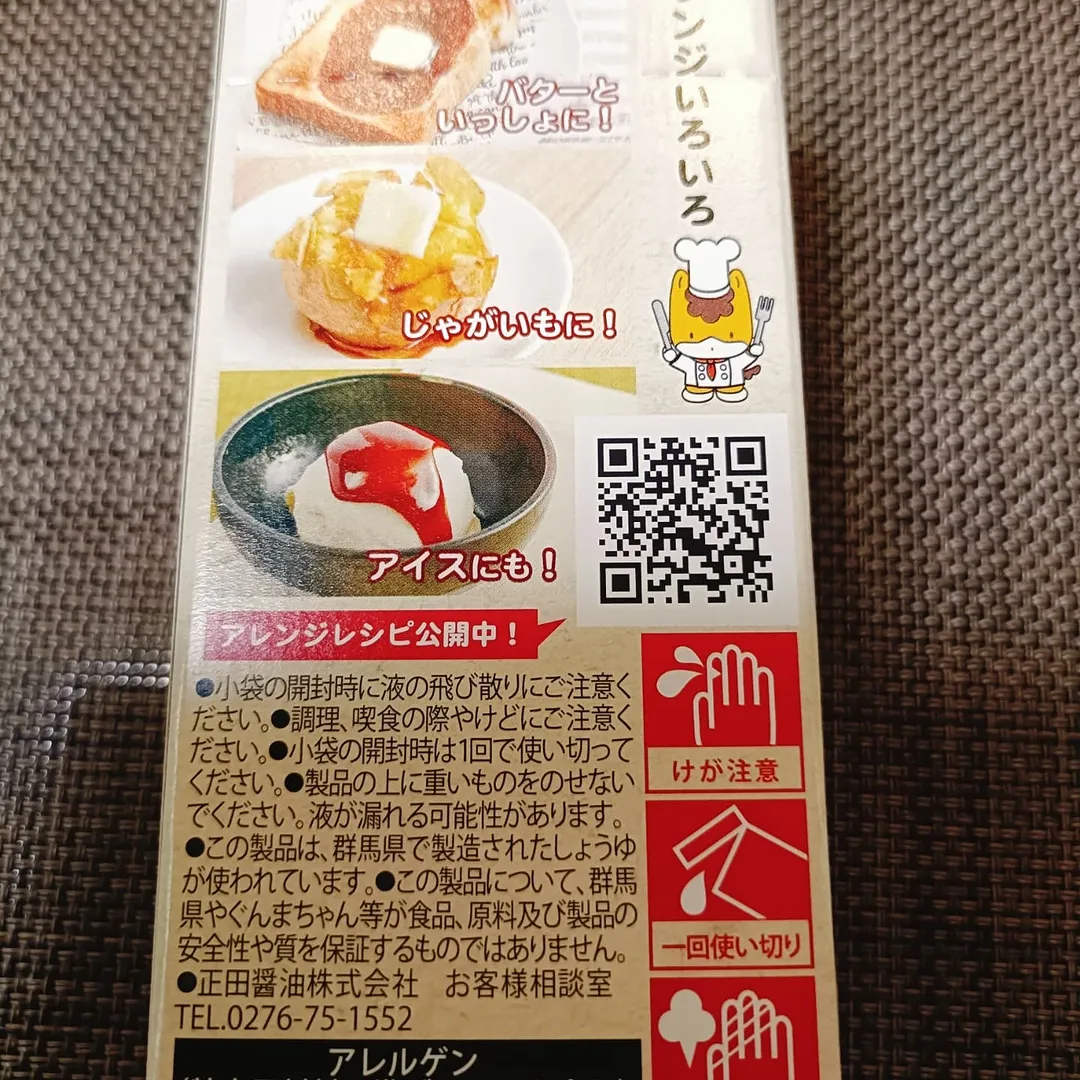 バターと
いっしょに！
ンジいろいろ
じゃがいもに！
アイスにも！
アレンジレシピ公開中！
●小袋の開封時に液の飛び散りにご注意く
ださい。●調理、喫食の際やけどにご注意く
ださい。●小袋の開封時は1回で使い切って
ください。●製品の上に重いものをのせない
でください。液が漏れる可能性があります。
●この製品は、群馬県で製造されたしょうゆ
が使われています。●この製品について、群馬
県やぐんまちゃん等が食品、原料及び製品の
安全性や質を保証するものではありません。
●正田醤油株式会社　お客様相談室
TEL.0276-75-1552
けが注意
一回使い切り
アレルゲン